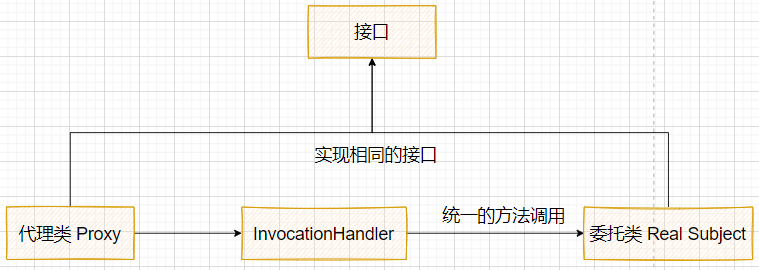 接口
实现相同的接口
统一的方法调用
代理类 Proxy
InvocationHandler
委托类 Real Subject